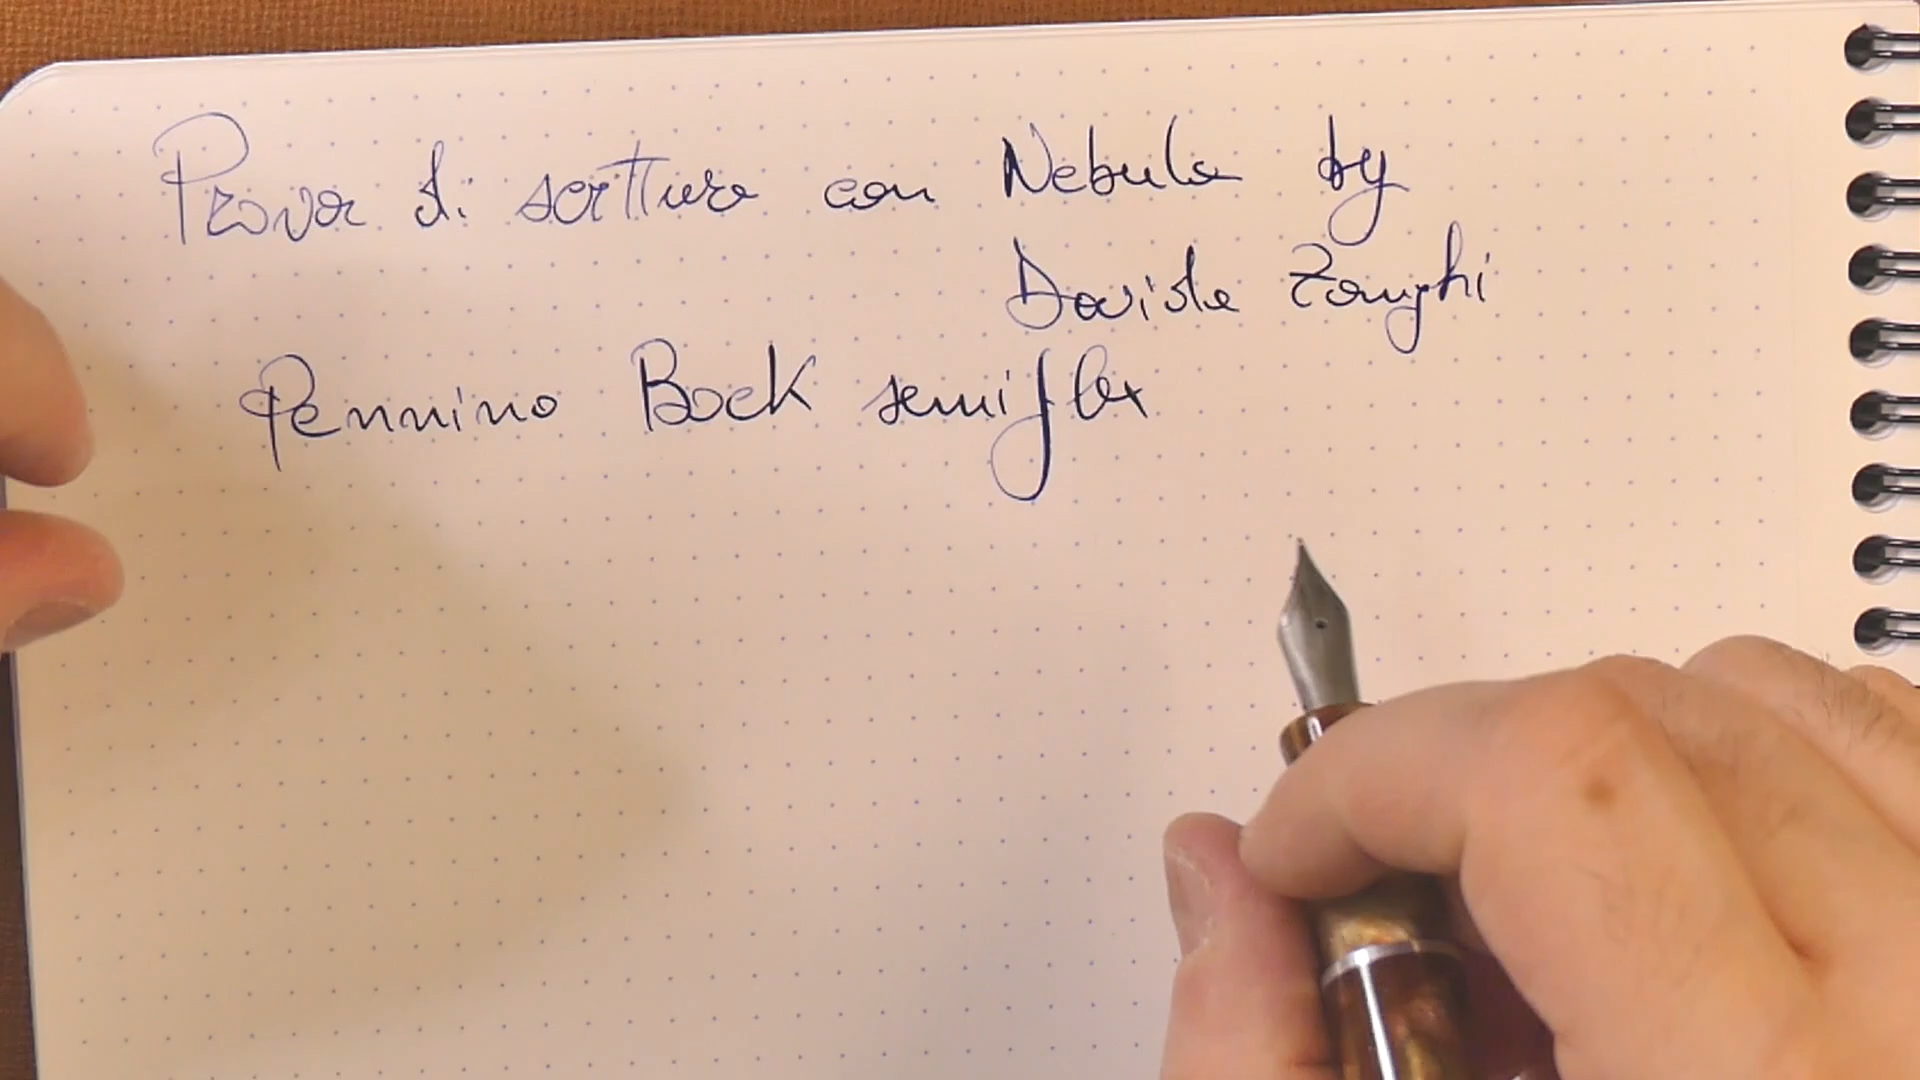 Prova di scrittura con Nebula by
Davide Zanghi
Pennino Bock semiflex